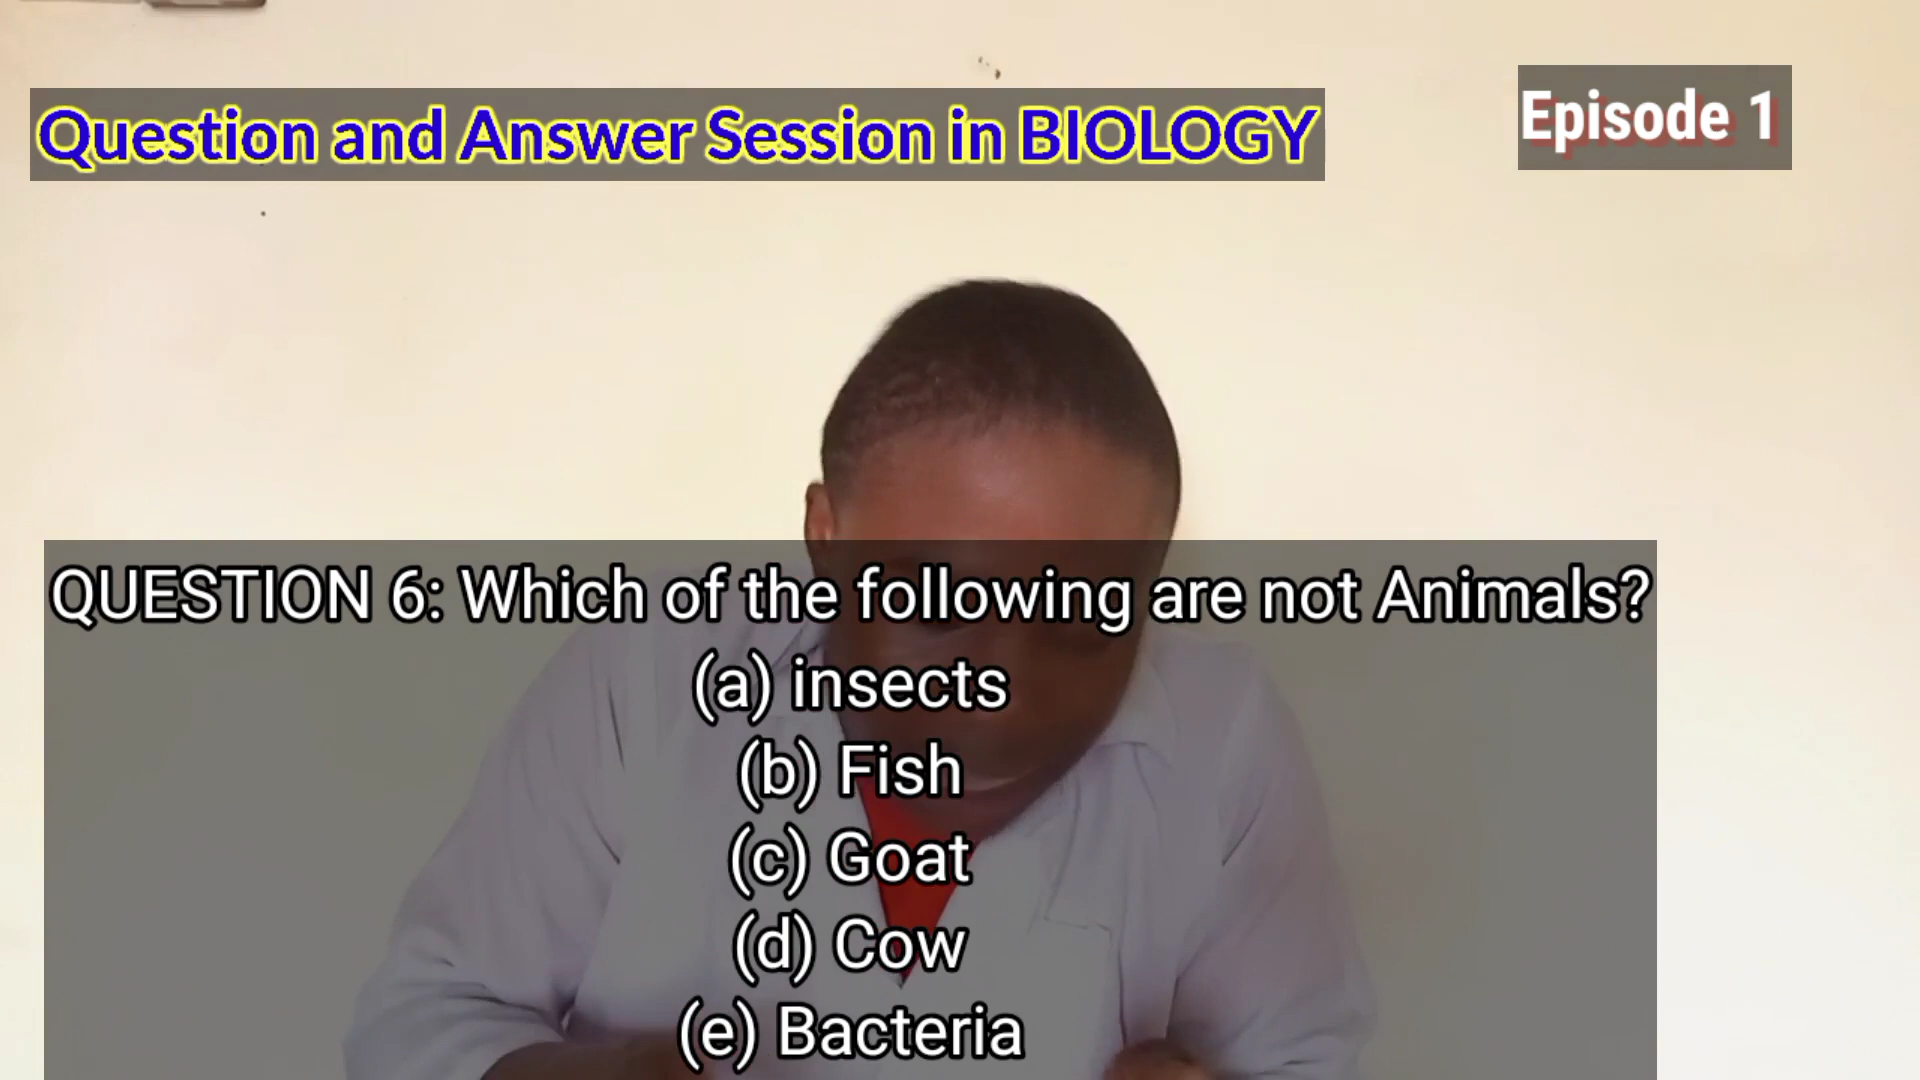 Question and Answer Session in BIOLOGY
Episode 1
QUESTION 6: Which of the following are not Animals?
(a) insects
(b) Fish
(c) Goat
(d) Cow
(e) Bacteria